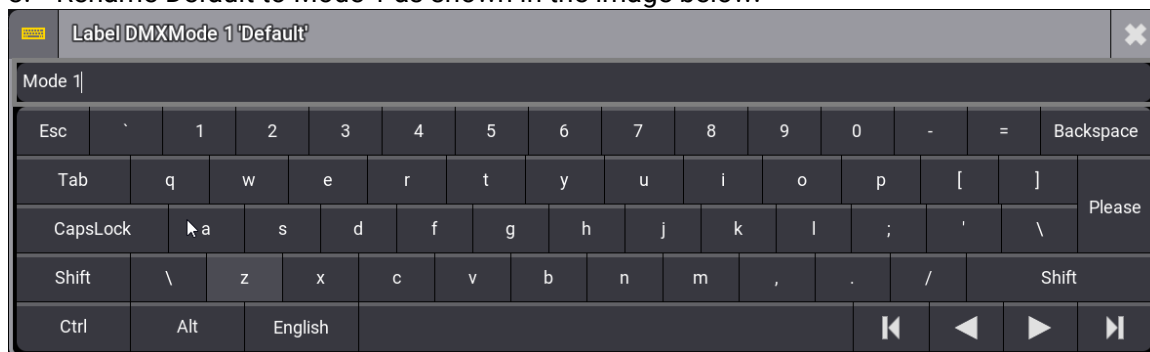 Label DMXMode 1 'Default'
Mode 1
Esc ` 1 2 3 4 5 6 7 8 9 0 - = Backspace
Tab q w e r t y u i o p [ ]
Please
CapsLock a s d f g h j k l ; ' \
Shift \ z x c v b n m , . / Shift
Ctrl Alt English